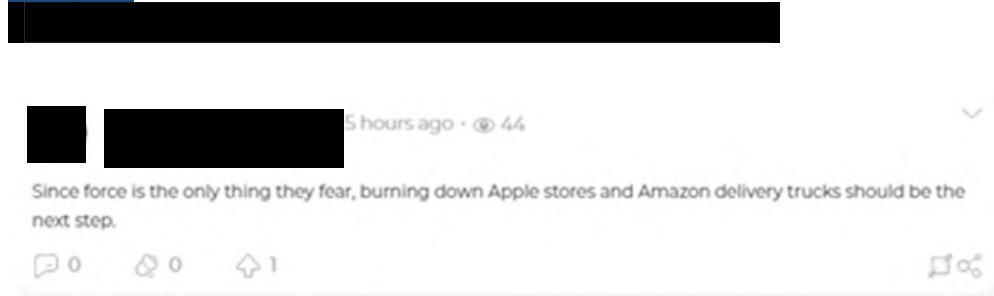 5 hours ago · 44
Since force is the only thing they fear, burning down Apple stores and Amazon delivery trucks should be the
next step.
0 0 1